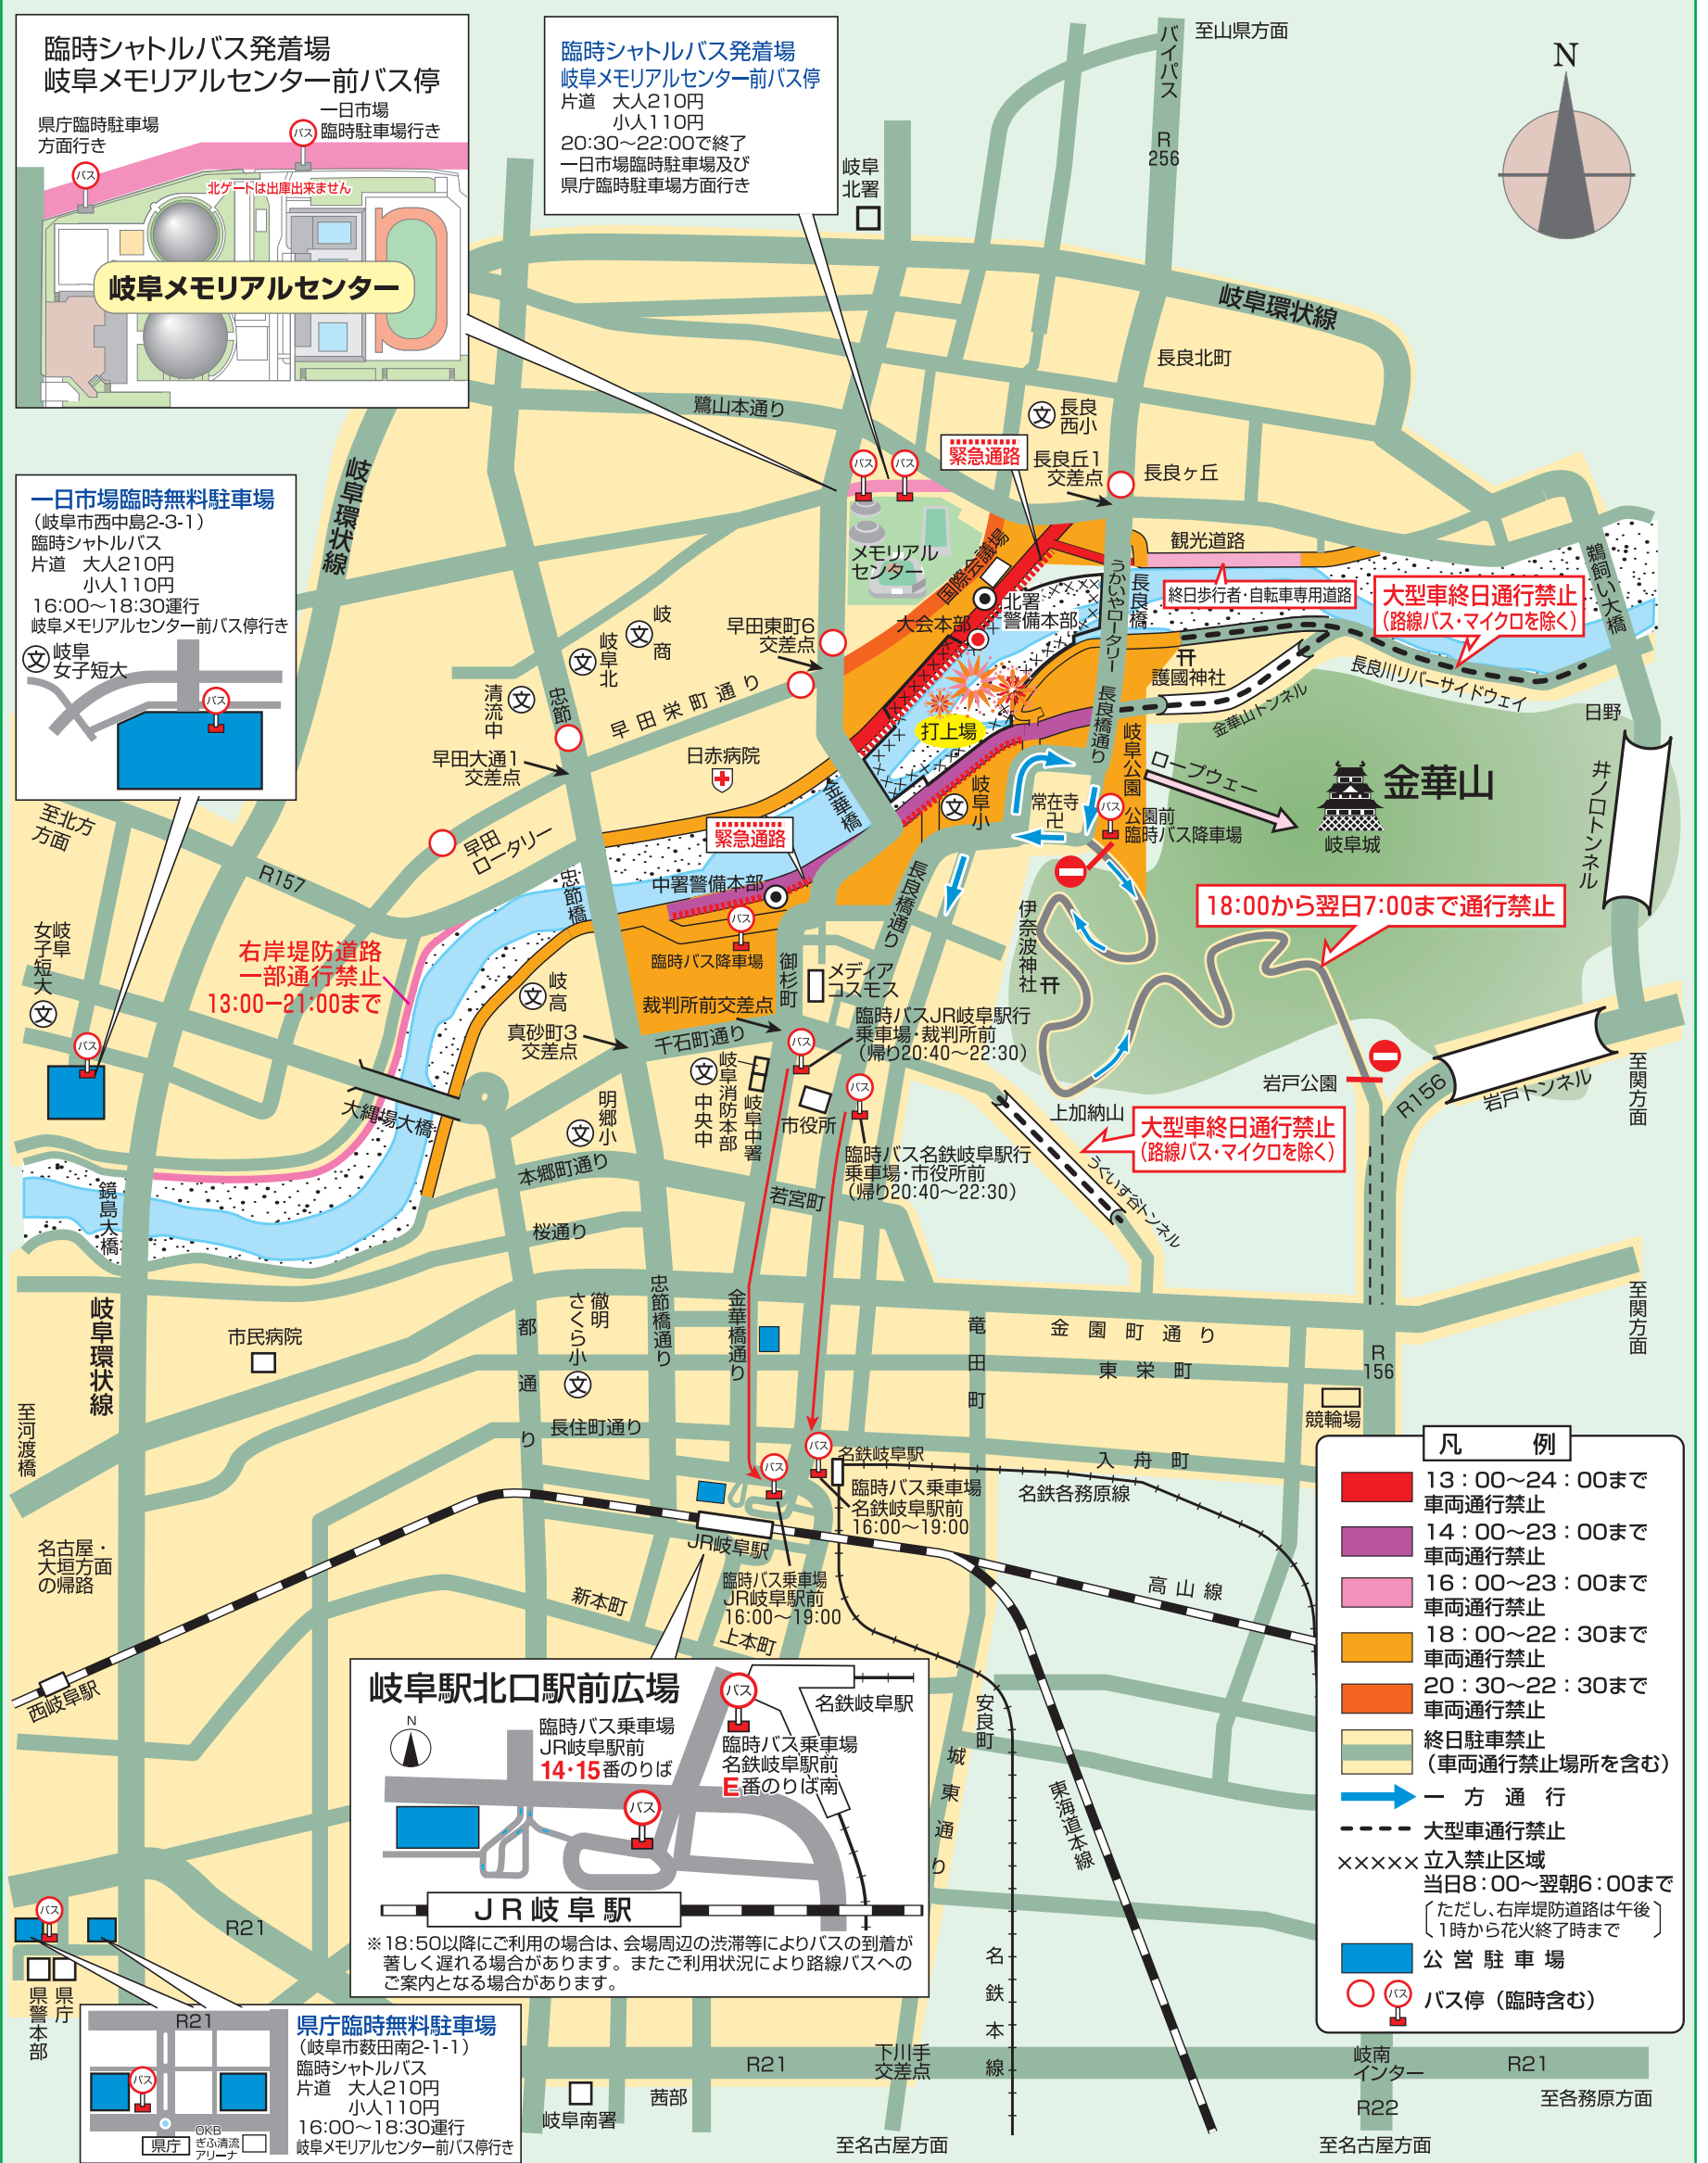 臨時シャトルバス発着場
岐阜メモリアルセンター前バス停
県庁臨時駐車場
方面行き
バス
一日市場
臨時駐車場行き
バス
北ゲートは出庫出来ません
岐阜メモリアルセンター
臨時シャトルバス発着場
岐阜メモリアルセンター前バス停
片道 大人210円
小人110円
20:30〜22:00で終了
一日市場臨時駐車場及び
県庁臨時駐車場方面行き
岐阜
北署
バイパス
R
256
至山県方面
N
岐阜環状線
長良北町
鷺山本通り
文
長良
西小
緊急通路
長良丘1
交差点
長良ヶ丘
バス
バス
岐阜環状線
一日市場臨時無料駐車場
(岐阜市西中島2-3-1)
臨時シャトルバス
片道 大人210円
小人110円
16:00〜18:30運行
岐阜メモリアルセンター前バス停行き
文
岐阜
女子短大
バス
メモリアル
センター
国際会議場
観光道路
終日歩行者・自転車専用道路
大型車終日通行禁止
(路線バス・マイクロを除く)
鵜飼い大橋
うかいやロータリー
長良橋
北署
警備本部
大会本部
早田東町6
交差点
岐商
文
岐阜北
文
清流中
文
忠節
早田栄町通り
早田大通1
交差点
日赤病院
打上場
護國神社
金華山トンネル
長良川リバーサイドウェイ
日野
井ノ口トンネル
長良橋通り
岐阜公園
ロープウェー
金華山
岐阜城
岐阜小
文
常在寺
卍
バス
公園前
臨時バス降車場
金華橋
緊急通路
至北方
方面
R157
早田
ロータリー
忠節橋
中署警備本部
バス
臨時バス降車場
御杉町
長良橋通り
18:00から翌日7:00まで通行禁止
伊奈波神社
岐阜
女子短大
文
バス
右岸堤防道路
一部通行禁止
13:00ー21:00まで
岐高
文
メディア
コスモス
裁判所前交差点
真砂町3
交差点
千石町通り
バス
臨時バスJR岐阜駅行
乗車場・裁判所前
(帰り20:40〜22:30)
文
中央中
岐阜消防本部
岐阜中署
市役所
バス
臨時バス名鉄岐阜駅行
乗車場・市役所前
(帰り20:40〜22:30)
上加納山
岩戸公園
R156
岩戸トンネル
至関方面
大型車終日通行禁止
(路線バス・マイクロを除く)
うぐいす谷トンネル
大縄場大橋
明郷小
文
本郷町通り
若宮町
鏡島大橋
桜通り
岐阜環状線
市民病院
都通り
徹明
さくら小
文
忠節橋通り
金華橋通り
竜田町
金園町通り
東栄町
R
156
至関方面
競輪場
至河渡橋
長住町通り
入舟町
バス
バス
名鉄岐阜駅
臨時バス乗車場
名鉄岐阜駅前
16:00〜19:00
名鉄各務原線
JR岐阜駅
臨時バス乗車場
JR岐阜駅前
16:00〜19:00
高山線
名古屋・
大垣方面
の帰路
新本町
上本町
西岐阜駅
岐阜駅北口駅前広場
N
臨時バス乗車場
JR岐阜駅前
14・15番のりば
バス
バス
名鉄岐阜駅
臨時バス乗車場
名鉄岐阜駅前
E番のりば南
JR岐阜駅
※18:50以降にご利用の場合は、会場周辺の渋滞等によりバスの到着が
著しく遅れる場合があります。またご利用状況により路線バスへの
ご案内となる場合があります。
安良町
城東通り
東海道本線
名鉄本線
凡例
13:00〜24:00まで
車両通行禁止
14:00〜23:00まで
車両通行禁止
16:00〜23:00まで
車両通行禁止
18:00〜22:30まで
車両通行禁止
20:30〜22:30まで
車両通行禁止
終日駐車禁止
(車両通行禁止場所を含む)
一方通行
大型車通行禁止
×××××立入禁止区域
当日8:00〜翌朝6:00まで
〔ただし、右岸堤防道路は午後
1時から花火終了時まで〕
公営駐車場
バス
バス停(臨時含む)
バス
R21
県警本部
県庁
R21
バス
県庁
OKB
ぎふ清流
アリーナ
県庁臨時無料駐車場
(岐阜市薮田南2-1-1)
臨時シャトルバス
片道 大人210円
小人110円
16:00〜18:30運行
岐阜メモリアルセンター前バス停行き
岐阜南署
茜部
R21
下川手
交差点
至名古屋方面
岐南
インター
R21
R22
至各務原方面
至名古屋方面